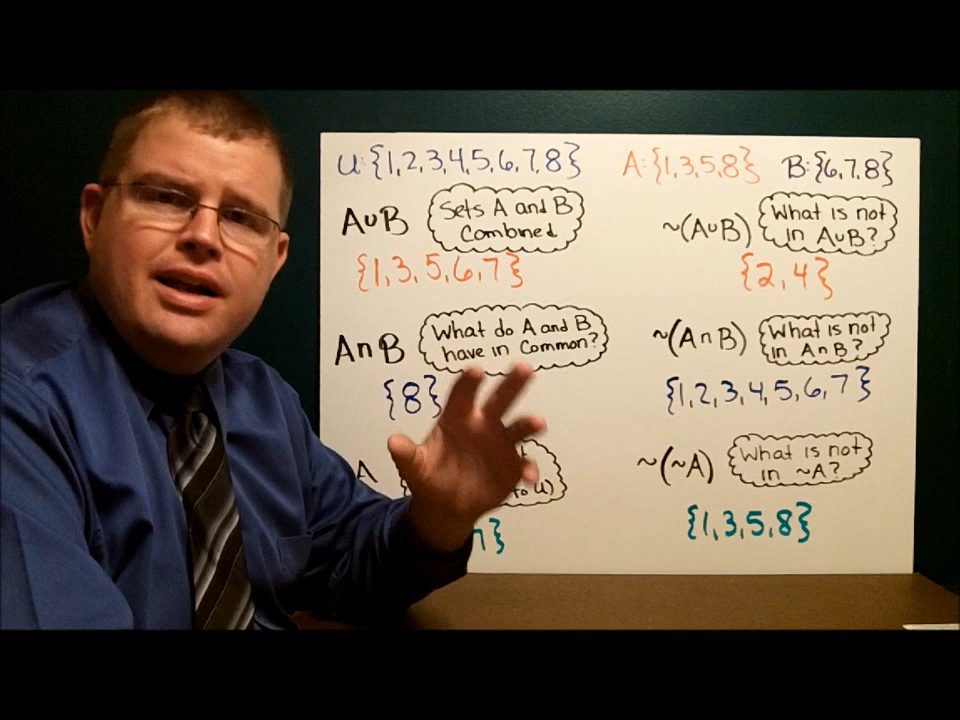 U:{1,2,3,4,5,6,7,8} A:{1,3,5,8} B:{6,7,8}
A∪B
Sets A and B
Combined
{1,3,5,6,7}
~(A∪B)
What is not
in A∪B?
{2,4}
A∩B
What do A and B
have in Common?
{8}
~(A∩B)
What is not
in A∩B?
{1,2,3,4,5,6,7}
A
to U)
}
~(~A)
What is not
in ~A?
{1,3,5,8}